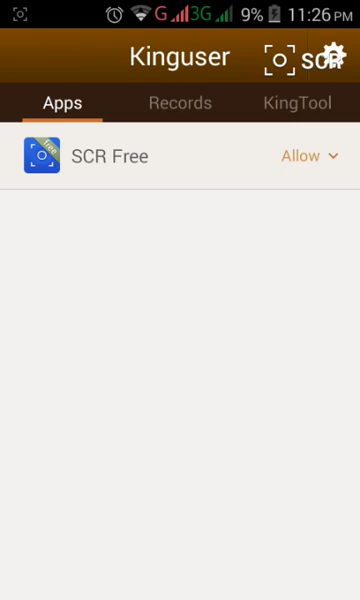 G 3G 9% 11:26 PM
Kinguser SCR
Apps Records KingTool
free SCR Free Allow